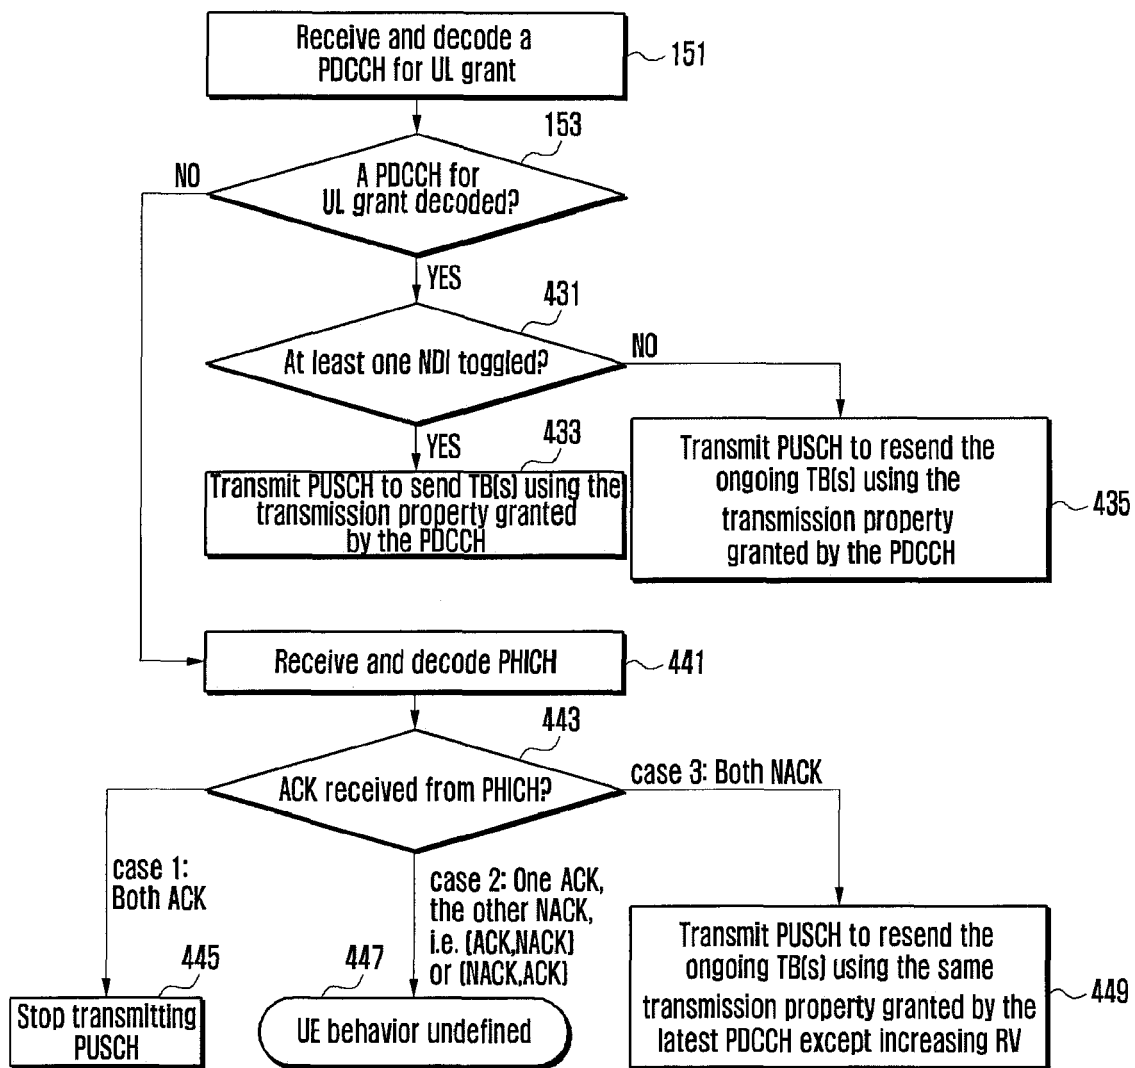 Receive and decode a
PDCCH for UL grant
151
153
A PDCCH for
UL grant decoded?
NO
YES
431
At least one NDI toggled?
NO
YES
433
Transmit PUSCH to send TB(s) using the
transmission property granted
by the PDCCH
Transmit PUSCH to resend the
ongoing TB(s) using the
transmission property
granted by the PDCCH
435
Receive and decode PHICH
441
443
ACK received from PHICH?
case 3: Both NACK
case 1:
Both ACK
case 2: One ACK,
the other NACK,
i.e. (ACK,NACK)
or (NACK,ACK)
445
Stop transmitting
PUSCH
447
UE behavior undefined
Transmit PUSCH to resend the
ongoing TB(s) using the same
transmission property granted by the
latest PDCCH except increasing RV
449